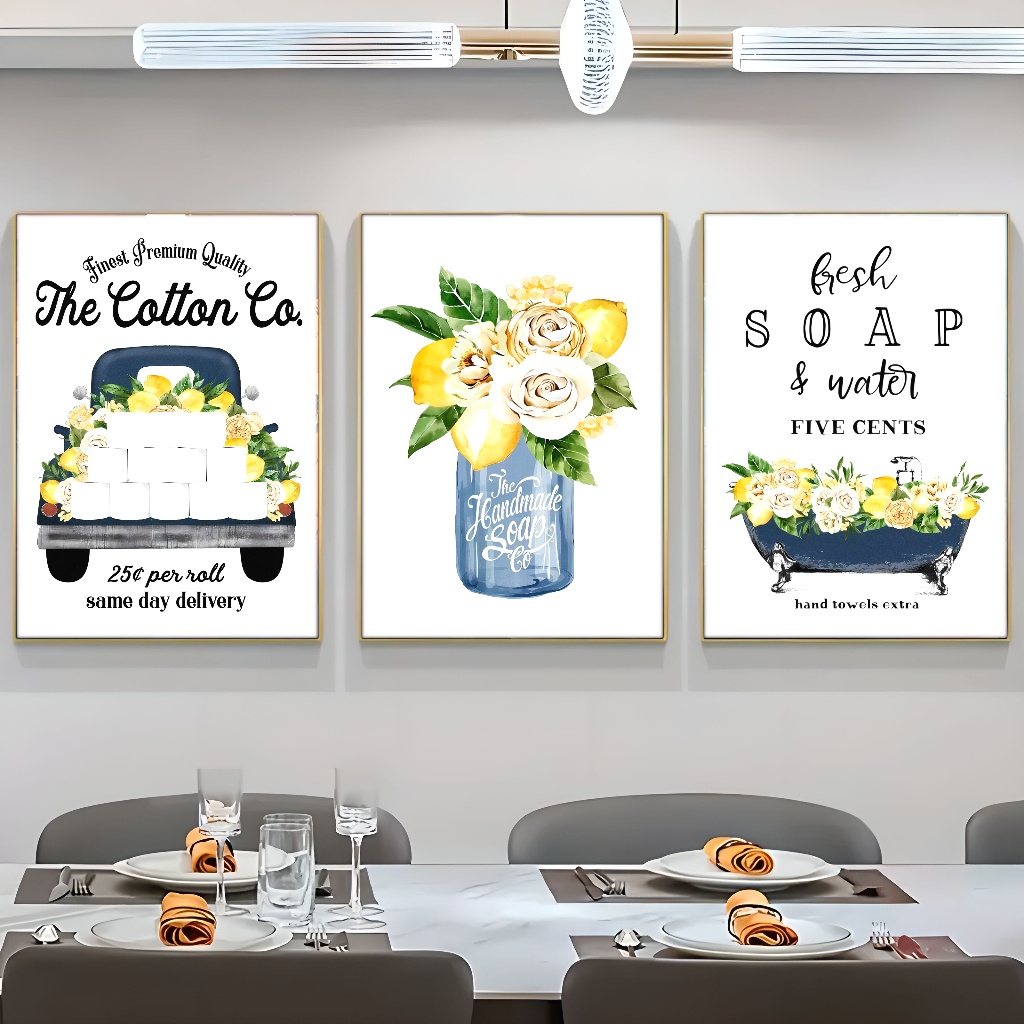 Finest Premium Quality
The Cotton Co.
25¢ per roll
same day delivery
The
Handmade
Soap
Co
fresh
SOAP
& water
FIVE CENTS
hand towels extra